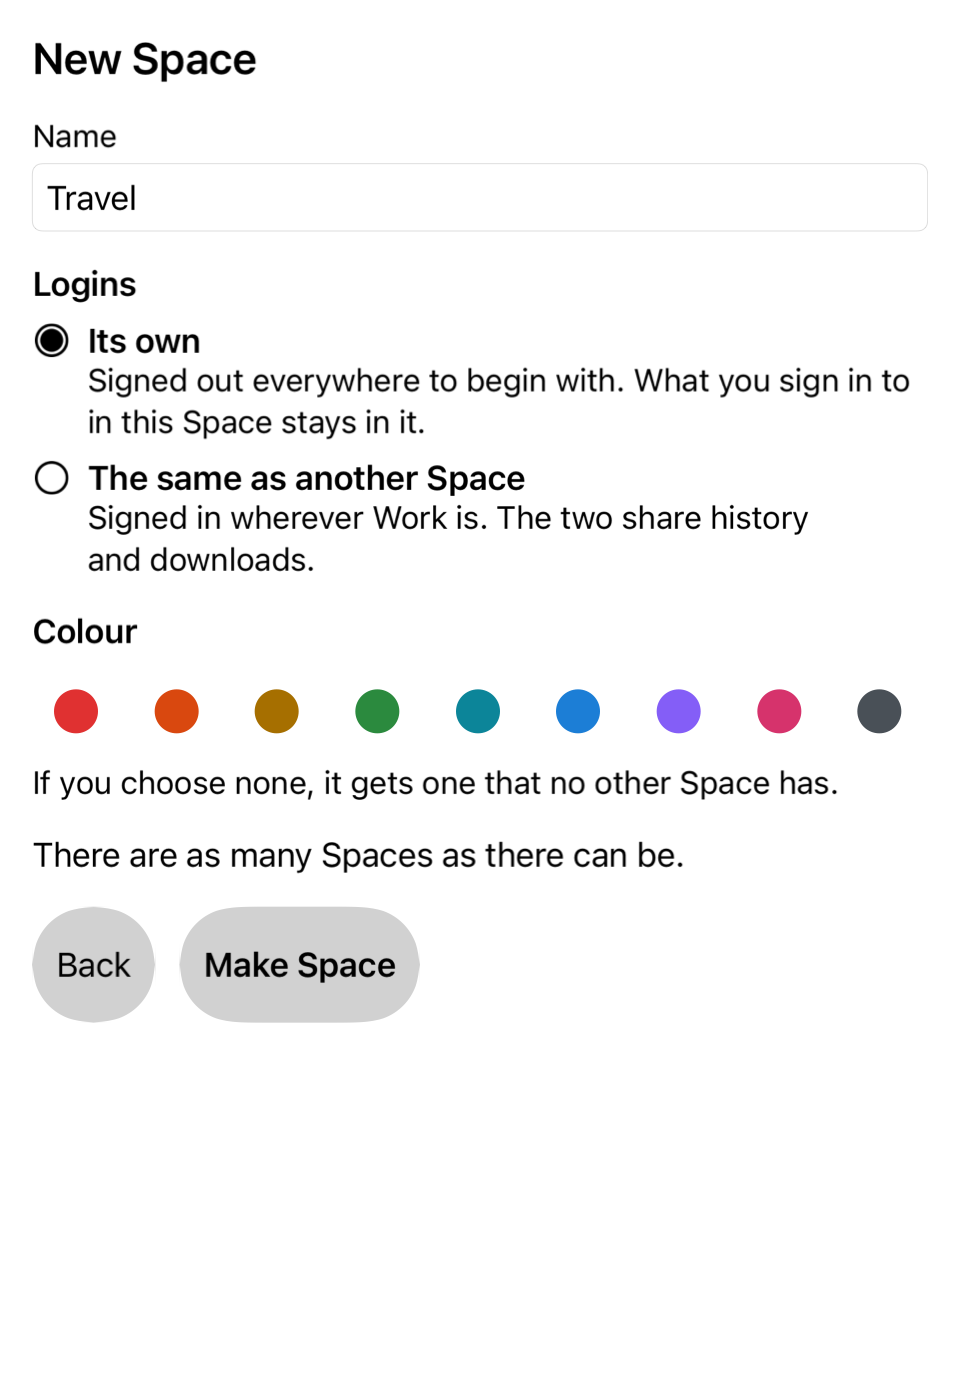 New Space
Name
Travel
Logins
Its own
Signed out everywhere to begin with. What you sign in to
in this Space stays in it.
The same as another Space
Signed in wherever Work is. The two share history
and downloads.
Colour
If you choose none, it gets one that no other Space has.
There are as many Spaces as there can be.
Back
Make Space